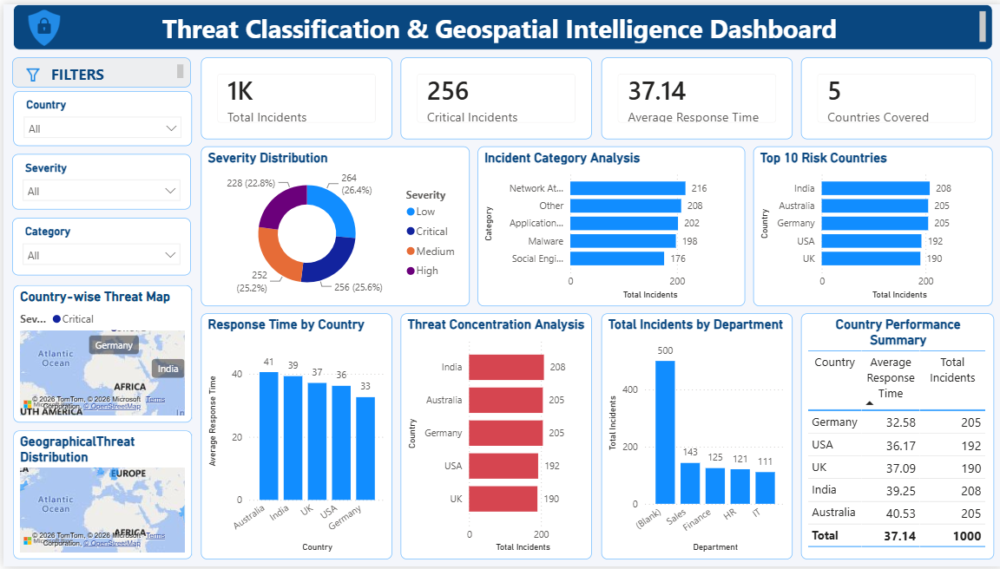 Threat Classification & Geospatial Intelligence Dashboard
FILTERS
Country
All
Severity
All
Category
All
1K
Total Incidents
256
Critical Incidents
37.14
Average Response Time
5
Countries Covered
Severity Distribution
228 (22.8%)
264
(26.4%)
252
(25.2%)
256 (25.6%)
Severity
Low
Critical
Medium
High
Incident Category Analysis
Category
Network At... 216
Other 208
Application... 202
Malware 198
Social Engi... 176
0 200
Total Incidents
Top 10 Risk Countries
Country
India 208
Australia 205
Germany 205
USA 192
UK 190
0 200
Total Incidents
Country-wise Threat Map
Sev... Critical
Germany
India
Atlantic
Ocean
AFRICA
© 2026 TomTom, © 2026 Microsoft Terms
Corporation, © OpenStreetMap
UTH AMERICA
In
GeographicalThreat
Distribution
EUROPE
Atlantic
Ocean
AFRICA
© 2026 TomTom, © 2026 Microsoft Terms
Corporation, © OpenStreetMap
Response Time by Country
Average Response Time
41 39 37 36 33
40
20
0
Australia India UK USA Germany
Country
Threat Concentration Analysis
Country
India 208
Australia 205
Germany 205
USA 192
UK 190
0 200
Total Incidents
Total Incidents by Department
Total Incidents
500 143 125 121 111
400
200
0
(Blank) Sales Finance HR IT
Department
Country Performance
Summary
Country Average Response Time Total Incidents
Germany 32.58 205
USA 36.17 192
UK 37.09 190
India 39.25 208
Australia 40.53 205
Total 37.14 1000